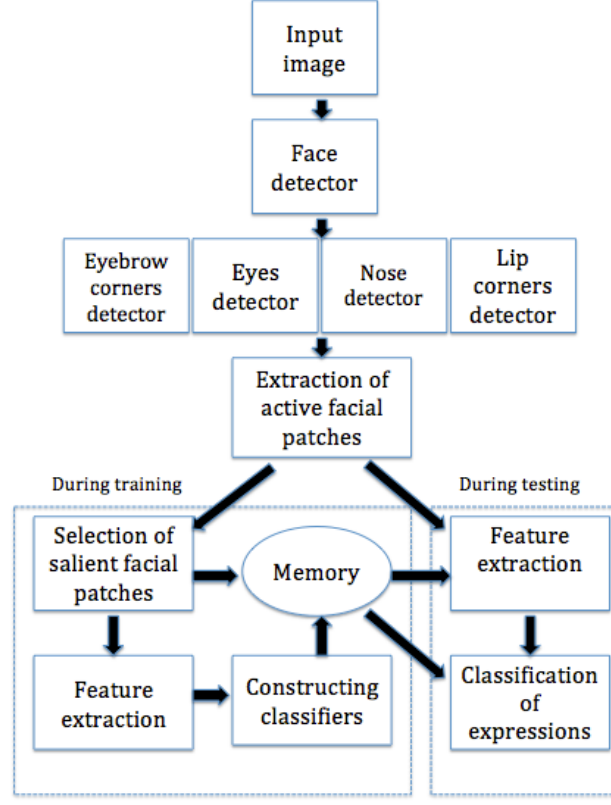 Input
image
Face
detector
Eyebrow
corners
detector
Eyes
detector
Nose
detector
Lip
corners
detector
Extraction of
active facial
patches
During training
During testing
Selection of
salient facial
patches
Memory
Feature
extraction
Feature
extraction
Constructing
classifiers
Classification
of
expressions